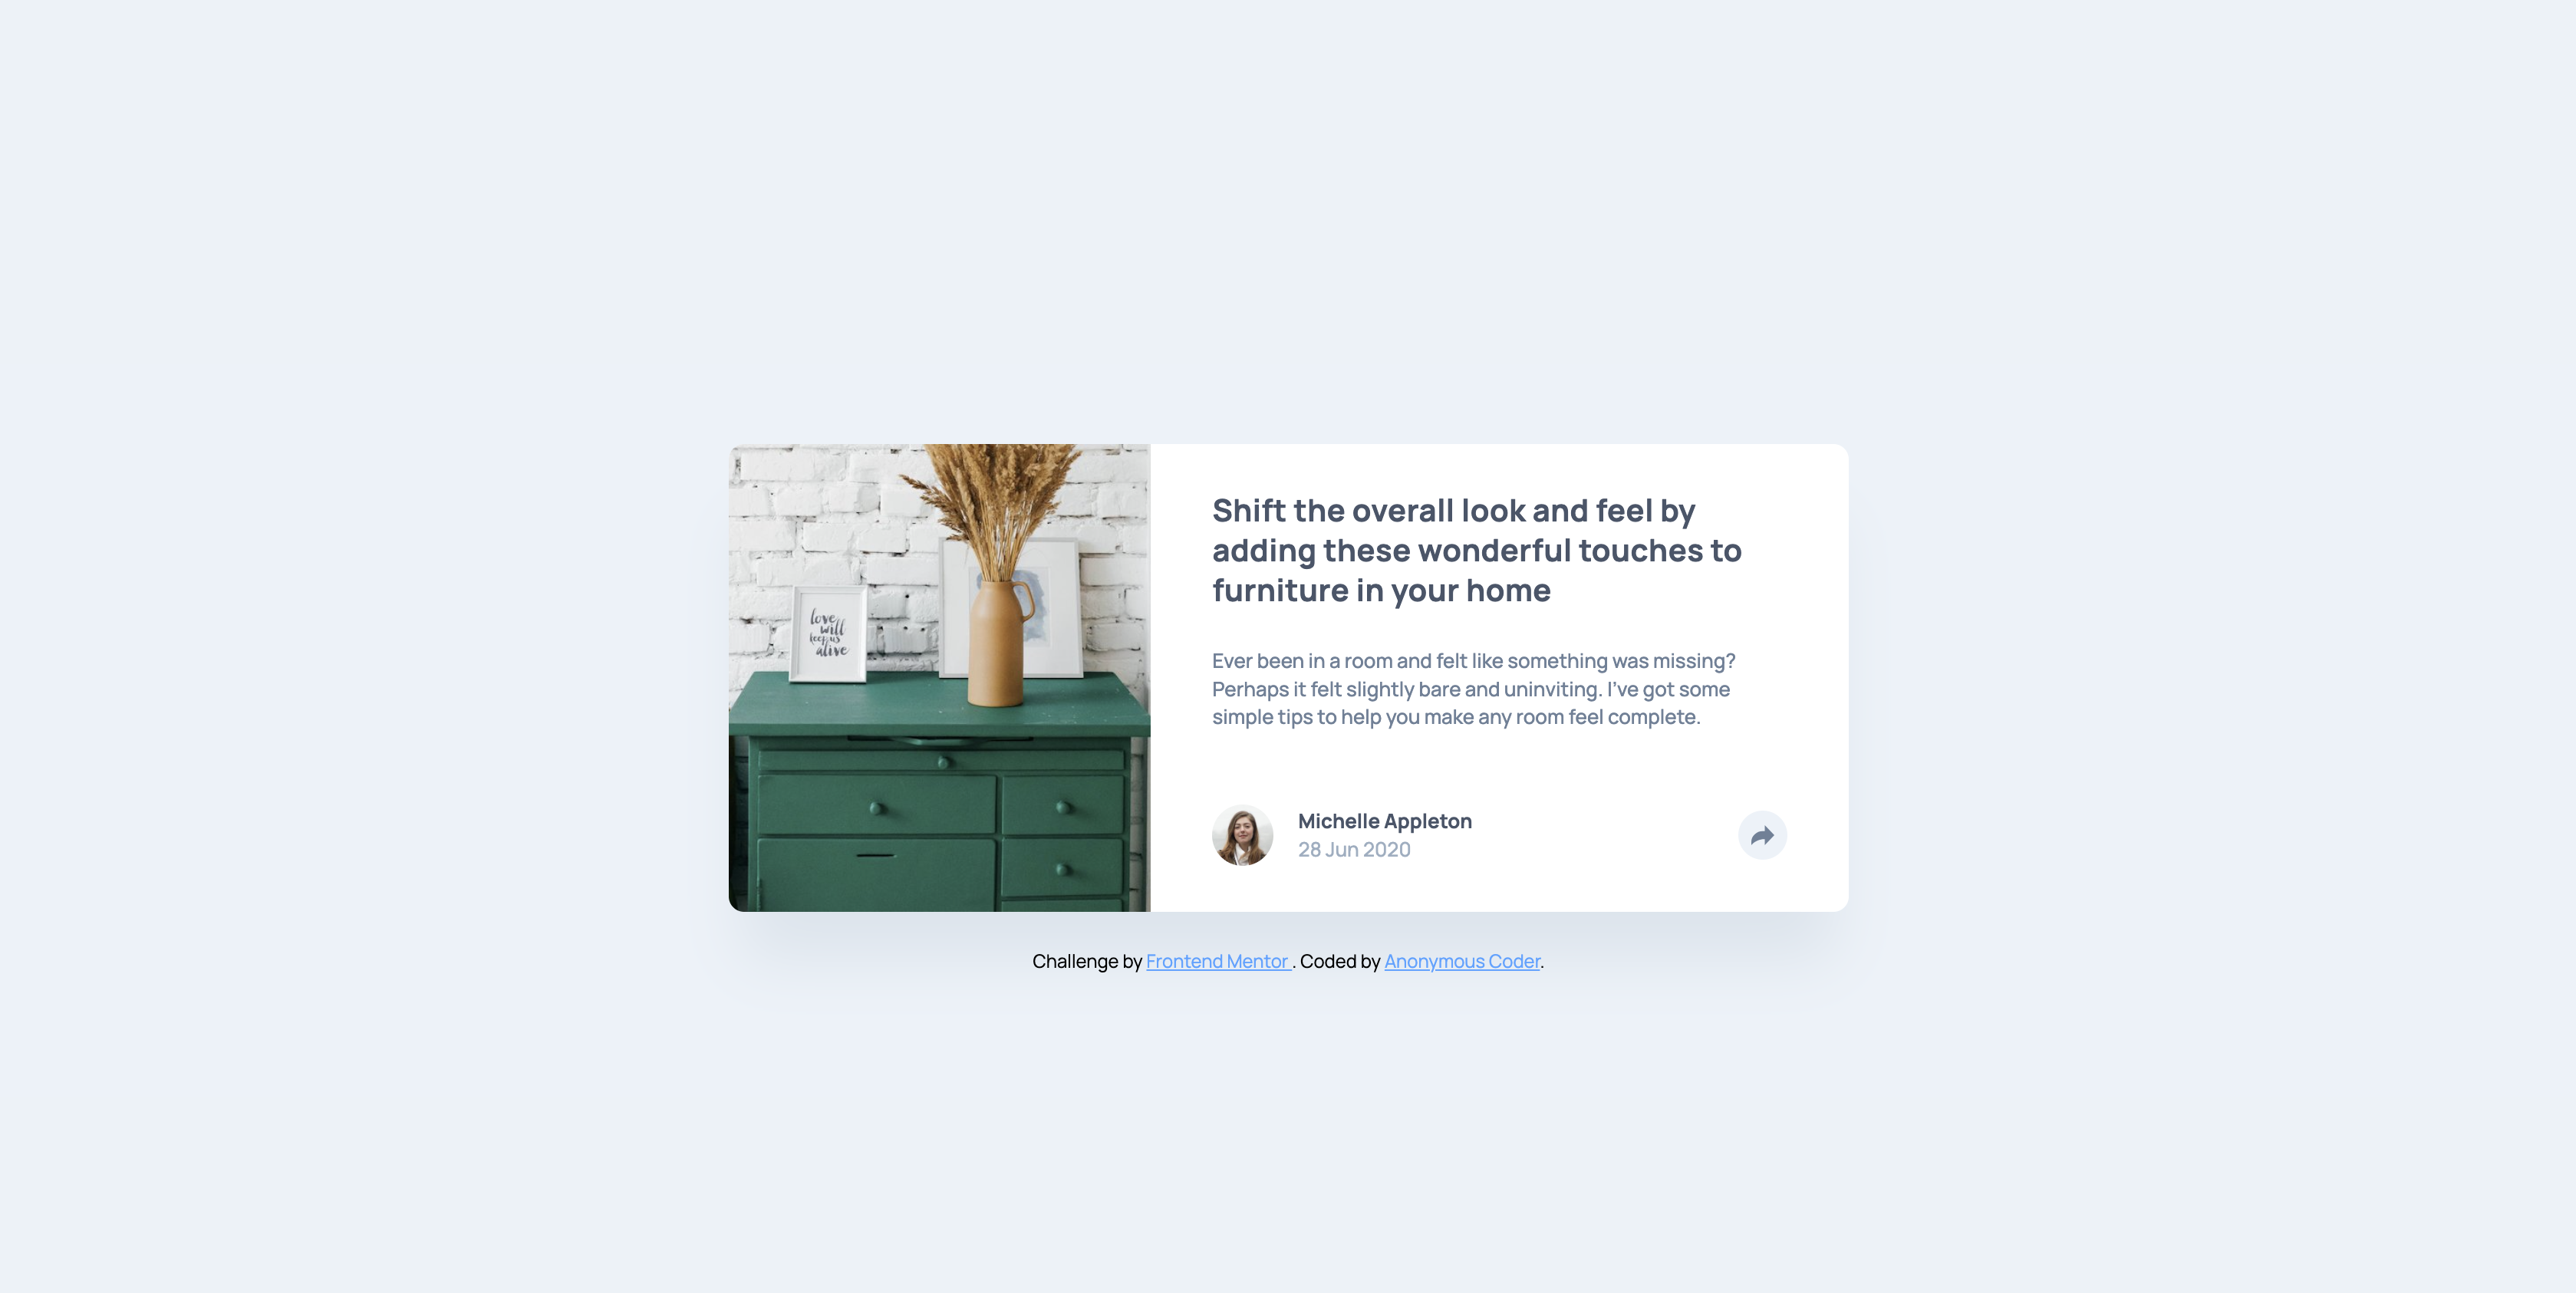 love
will
keep us
alive
Shift the overall look and feel by
adding these wonderful touches to
furniture in your home
Ever been in a room and felt like something was missing?
Perhaps it felt slightly bare and uninviting. I’ve got some
simple tips to help you make any room feel complete.
Michelle Appleton
28 Jun 2020
Challenge by Frontend Mentor . Coded by Anonymous Coder.